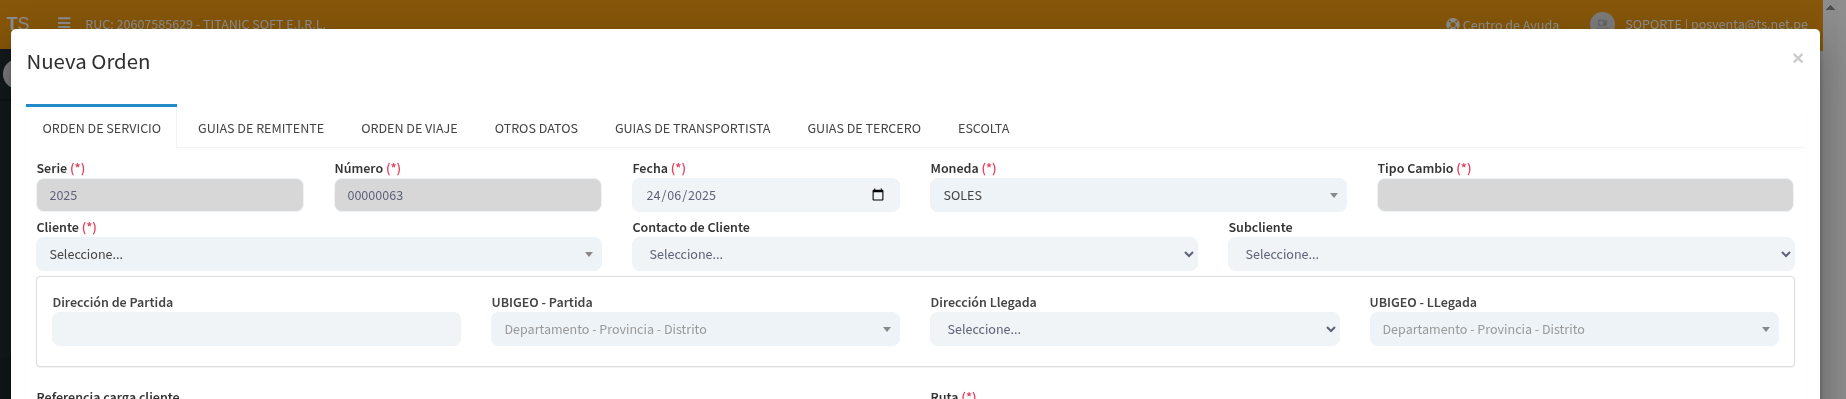 TS RUC: 20607585629 - TITANIC SOFT E.I.R.L. Centro de Ayuda SOPORTE | posventa@ts.net.pe
Nueva Orden ×
ORDEN DE SERVICIO GUIAS DE REMITENTE ORDEN DE VIAJE OTROS DATOS GUIAS DE TRANSPORTISTA GUIAS DE TERCERO ESCOLTA
Serie (*) Número (*) Fecha (*) Moneda (*) Tipo Cambio (*)
2025 00000063 24/06/2025 SOLES
Cliente (*) Contacto de Cliente Subcliente
Seleccione... Seleccione... Seleccione...
Dirección de Partida UBIGEO - Partida Dirección Llegada UBIGEO - LLegada
Departamento - Provincia - Distrito Seleccione... Departamento - Provincia - Distrito
Referencia carga cliente Ruta (*)